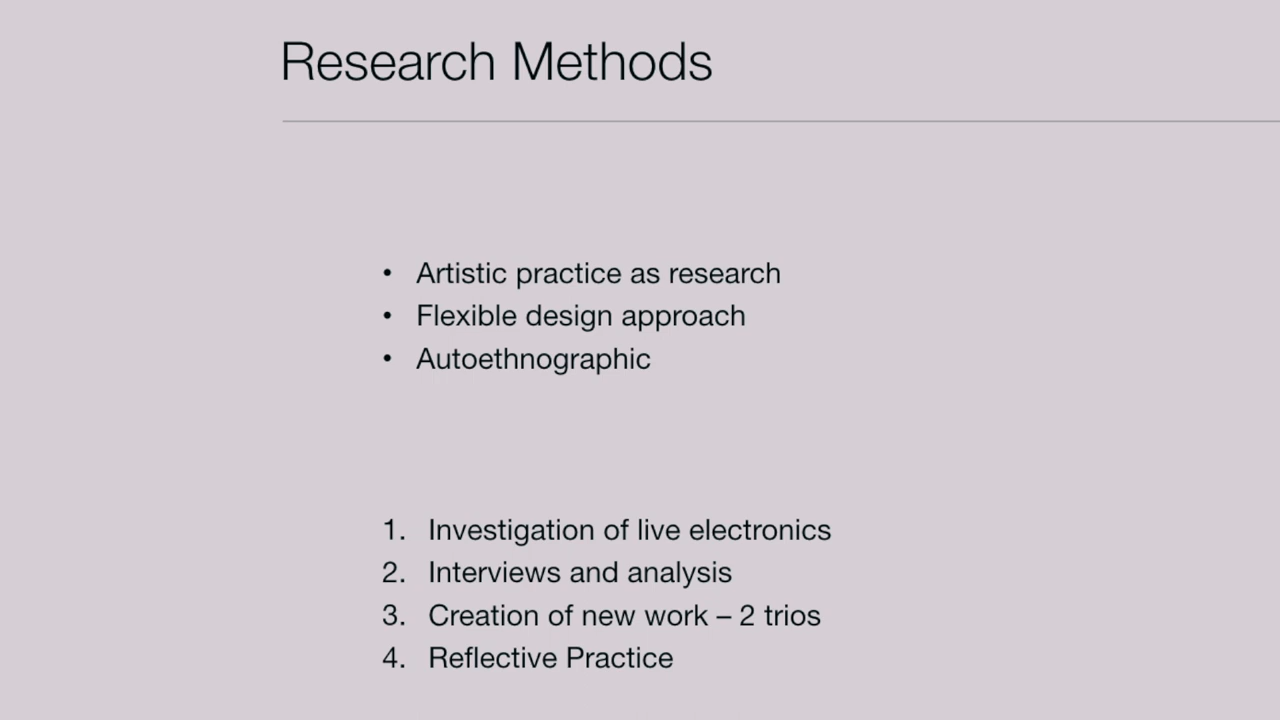 Research Methods
• Artistic practice as research
• Flexible design approach
• Autoethnographic
1. Investigation of live electronics
2. Interviews and analysis
3. Creation of new work – 2 trios
4. Reflective Practice